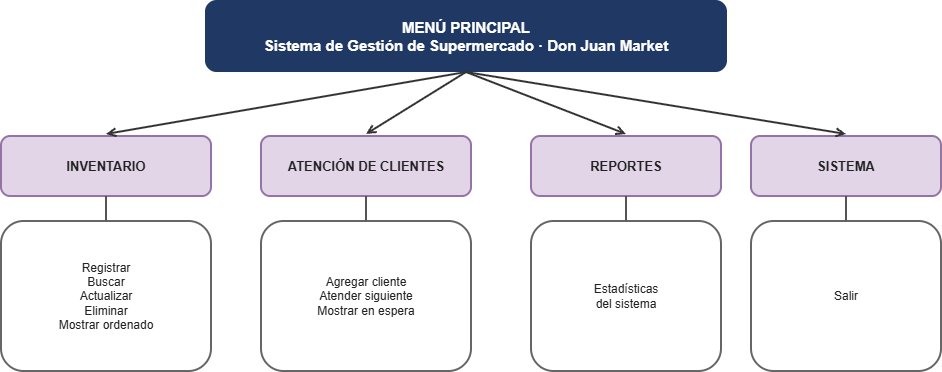 MENÚ PRINCIPAL
Sistema de Gestión de Supermercado · Don Juan Market
INVENTARIO
ATENCIÓN DE CLIENTES
REPORTES
SISTEMA
Registrar
Buscar
Actualizar
Eliminar
Mostrar ordenado
Agregar cliente
Atender siguiente
Mostrar en espera
Estadísticas
del sistema
Salir